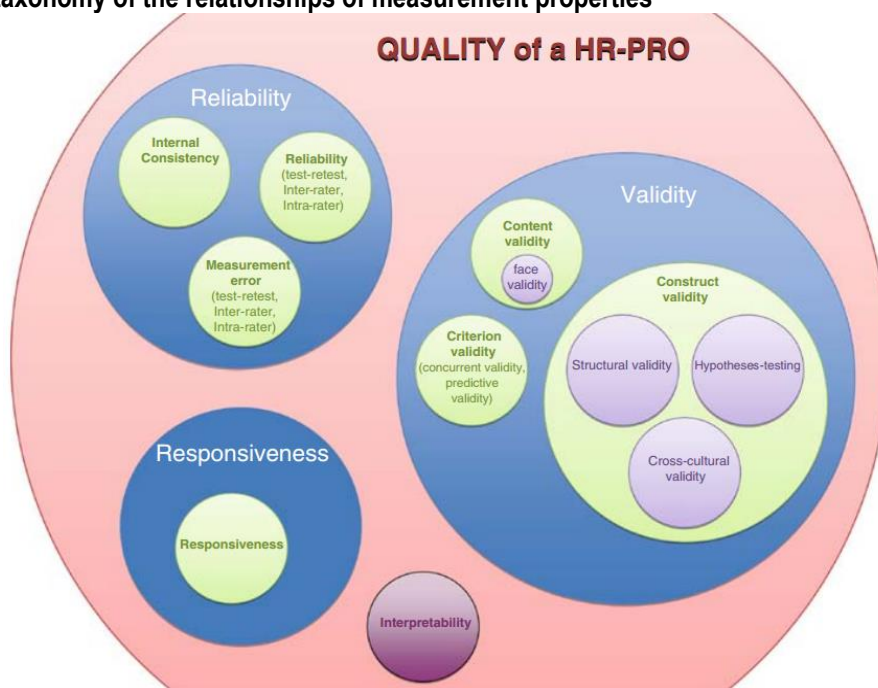 taxonomy of the relationships of measurement properties
QUALITY of a HR-PRO
Reliability
Internal
Consistency
Reliability
(test-retest,
Inter-rater,
Intra-rater)
Measurement
error
(test-retest,
Inter-rater,
Intra-rater)
Validity
Content
validity
face
validity
Criterion
validity
(concurrent validity,
predictive
validity)
Construct
validity
Structural validity
Hypotheses-testing
Cross-cultural
validity
Responsiveness
Responsiveness
Interpretability